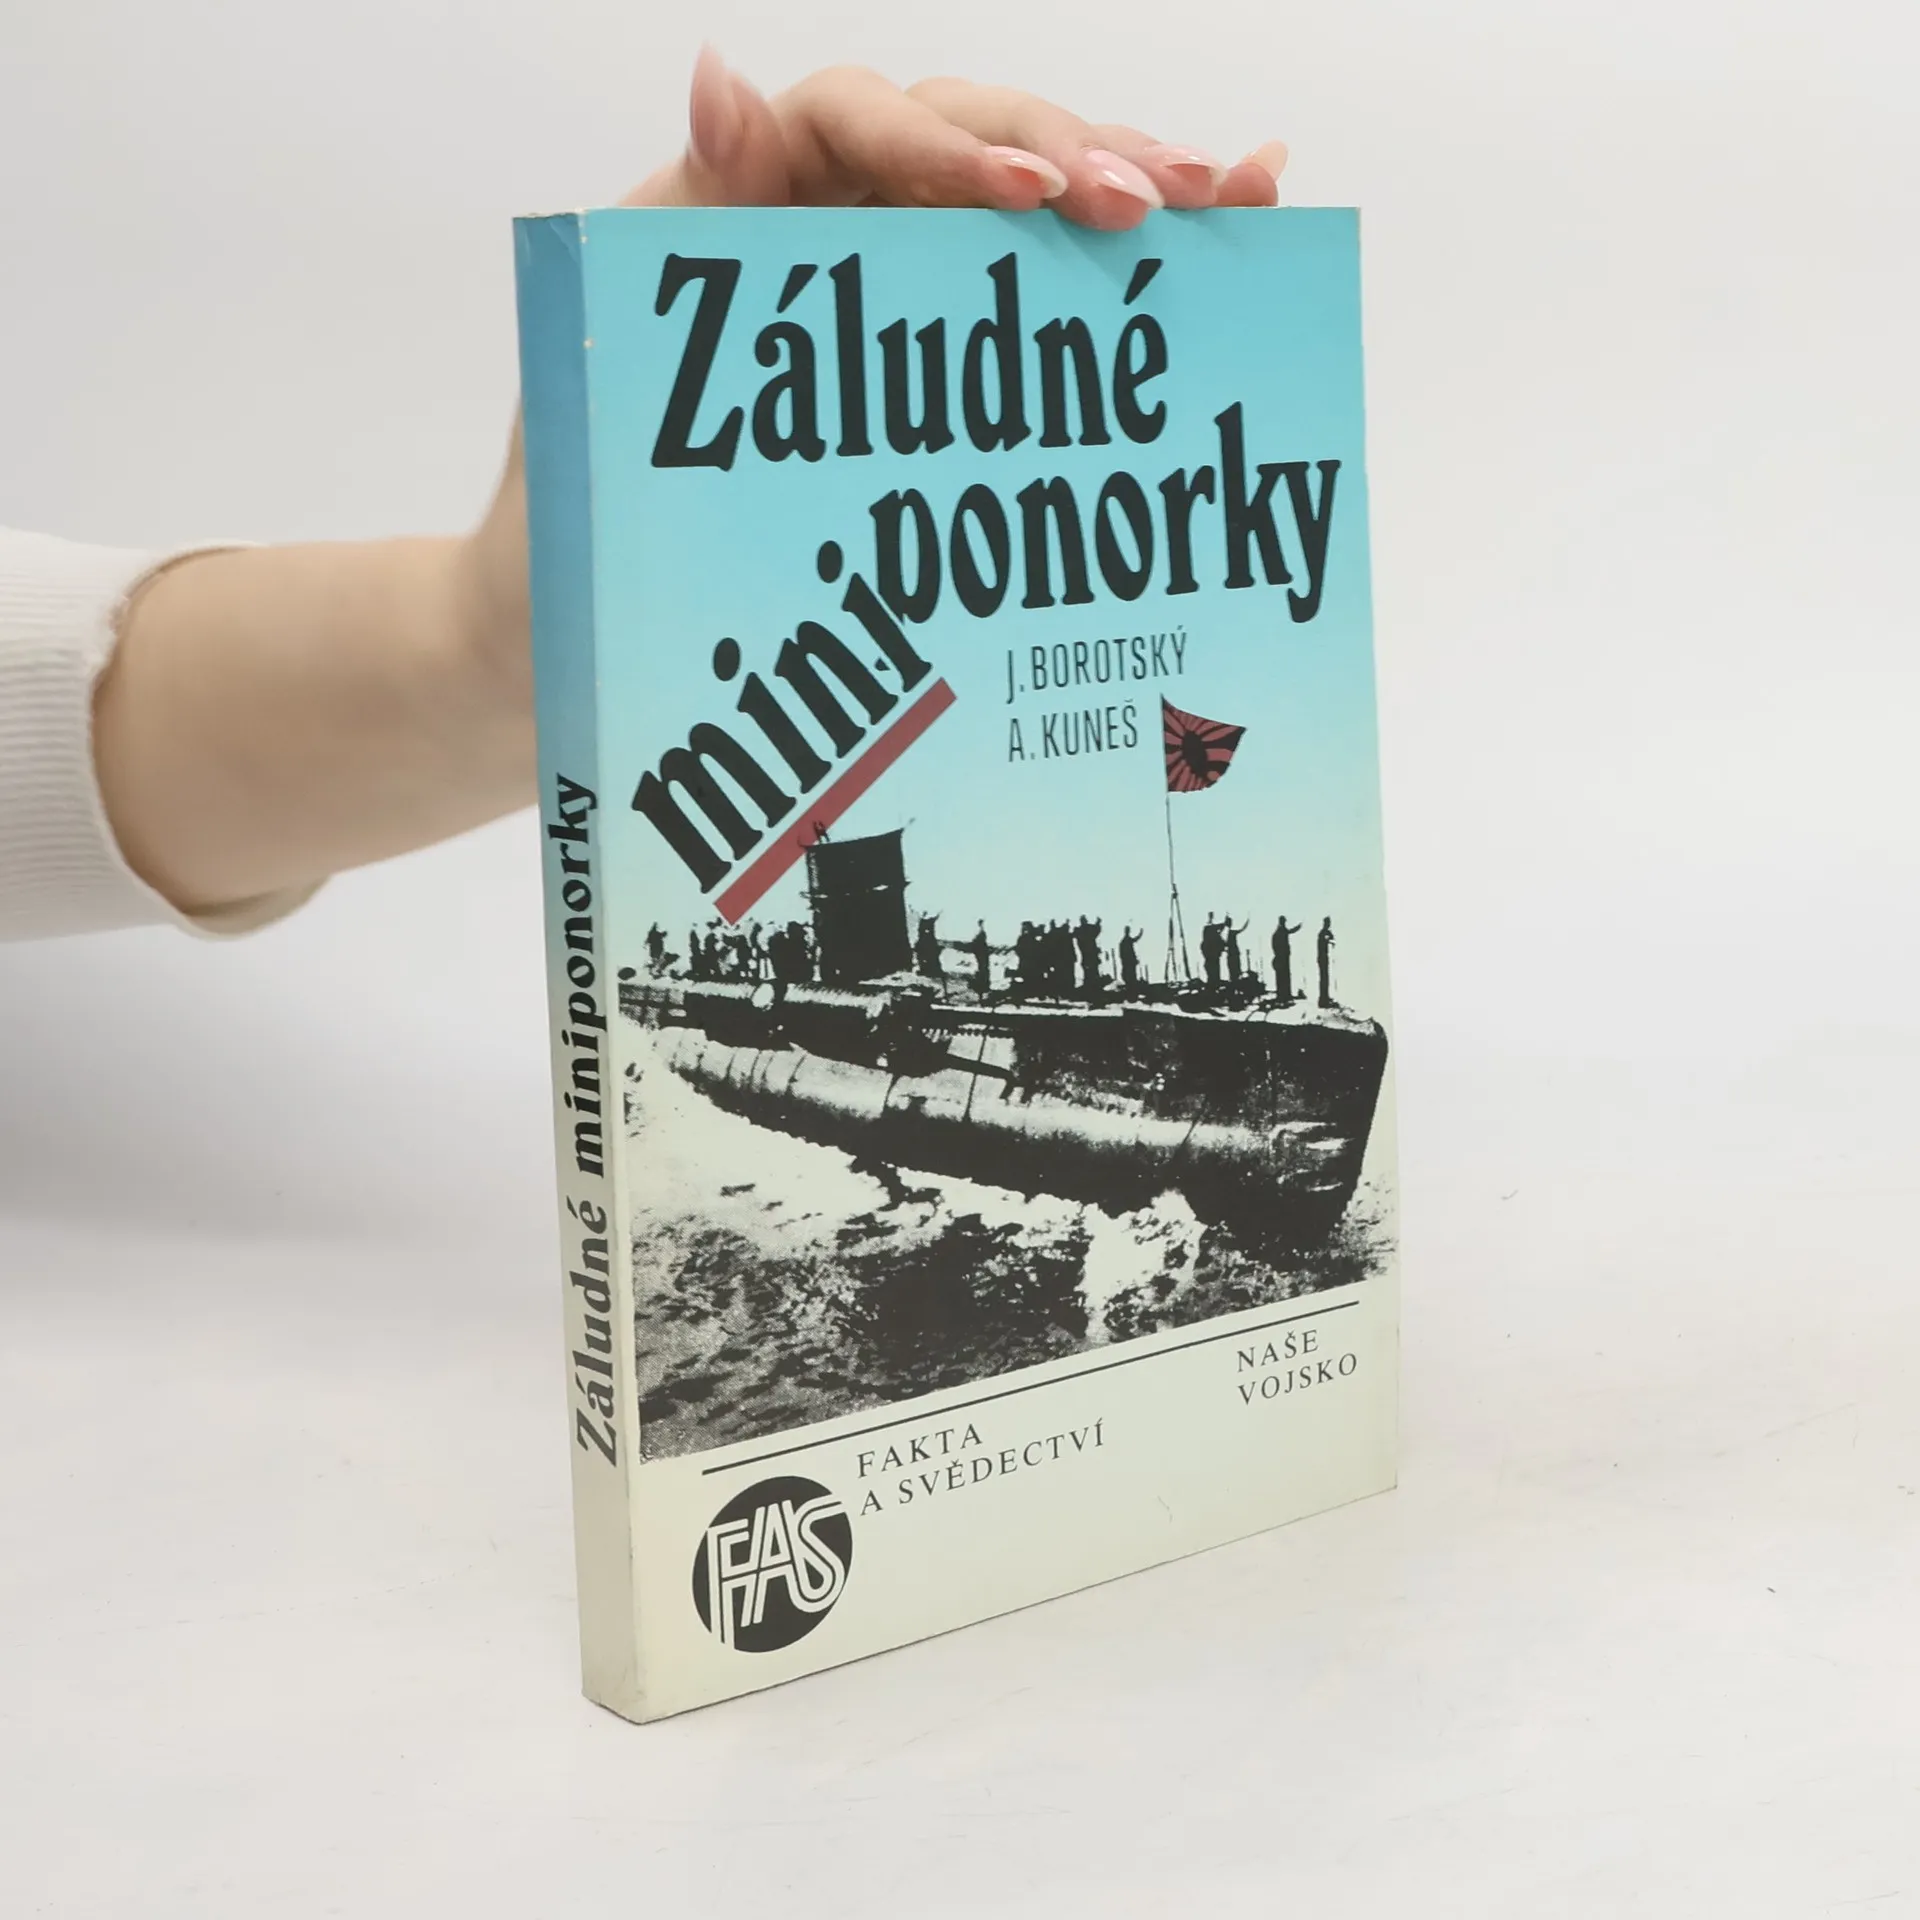 Záludné
miniponorky
J. BOROTSKÝ
A. KUNEŠ
NAŠE
VOJSKO
FAKTA
A SVĚDECTVÍ
FAS
Záludné miniponorky